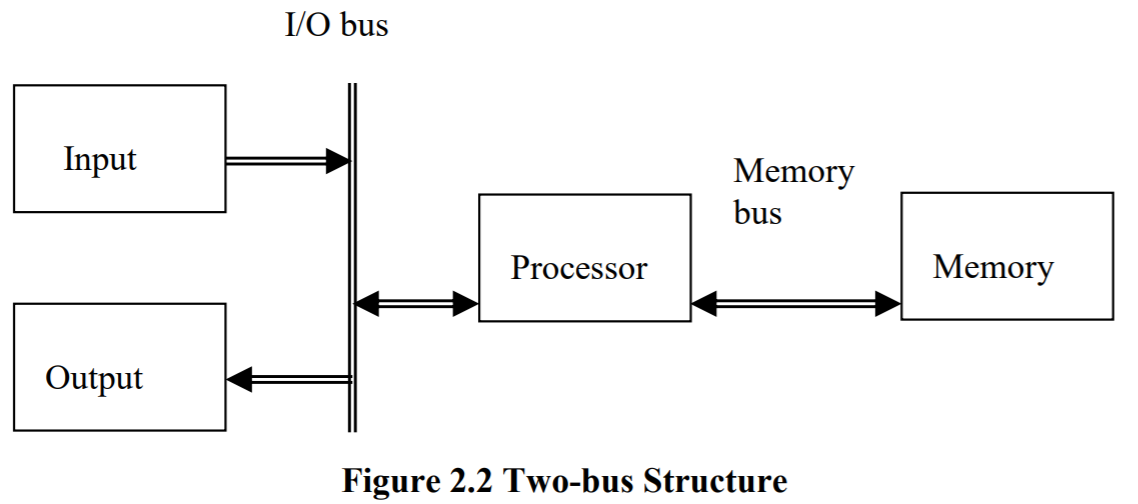 I/O bus
Input
Memory
bus
Processor
Memory
Output
Figure 2.2 Two-bus Structure